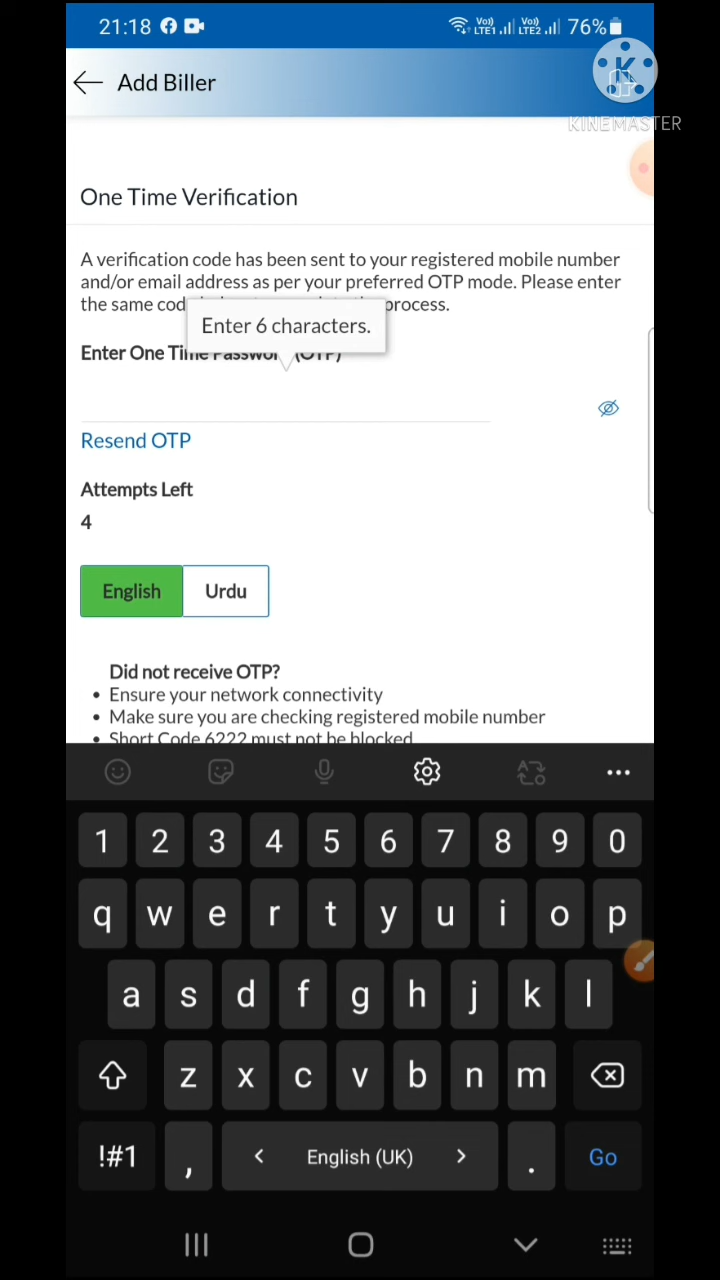 21:18 Vo)) LTE1 Vo)) LTE2 76%
Add Biller
K
KINEMASTER
One Time Verification
A verification code has been sent to your registered mobile number
and/or email address as per your preferred OTP mode. Please enter
the same process.
Enter 6 characters.
Enter One Time Password (OTP)
Resend OTP
Attempts Left
4
English Urdu
Did not receive OTP?
• Ensure your network connectivity
• Make sure you are checking registered mobile number
• Short Code 6222 must not be blocked
1 2 3 4 5 6 7 8 9 0
q w e r t y u i o p
a s d f g h j k l
z x c v b n m
!#1 , < English (UK) > . Go